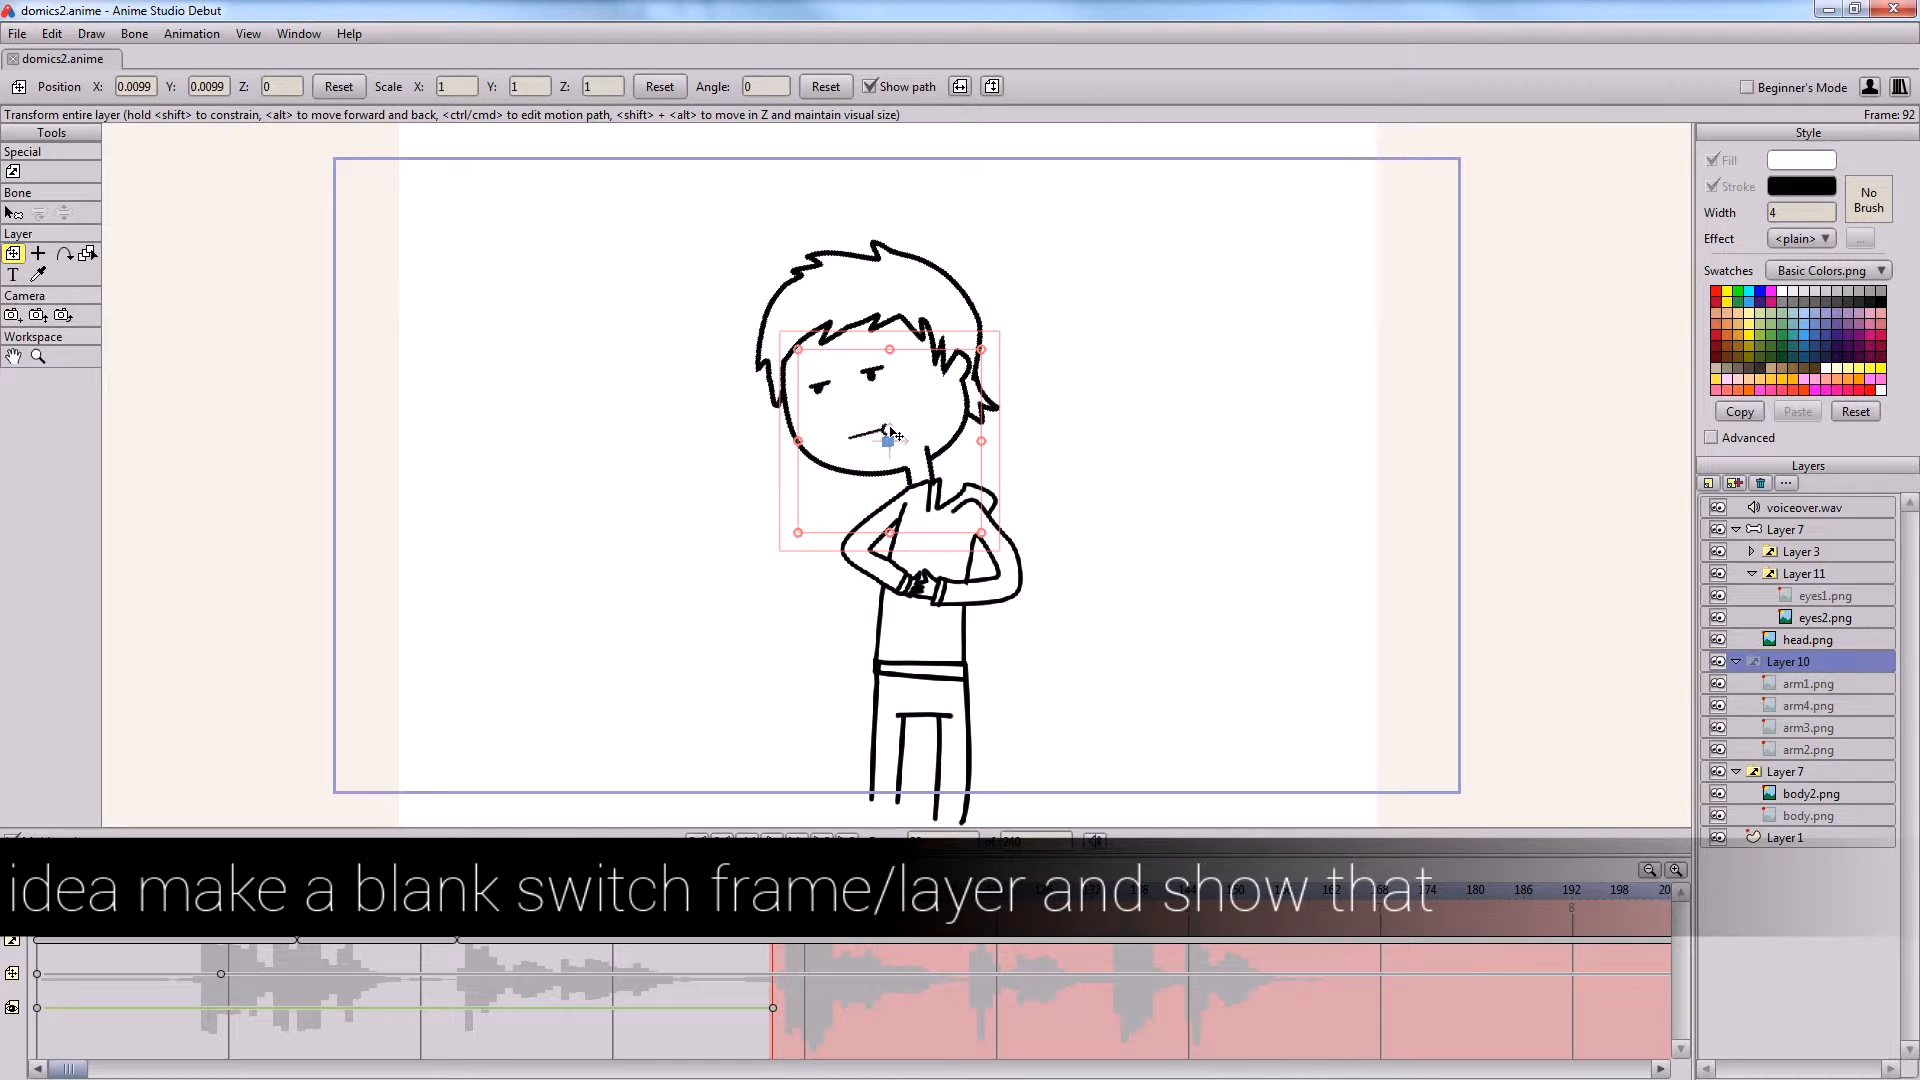 domics2.anime - Anime Studio Debut
File Edit Draw Bone Animation View Window Help
domics2.anime
Position X: 0.0099 Y: 0.0099 Z: 0 Reset Scale X: 1 Y: 1 Z: 1 Reset Angle: 0 Reset Show path Beginner's Mode
Transform entire layer (hold <shift> to constrain, <alt> to move forward and back, <ctrl/cmd> to edit motion path, <shift> + <alt> to move in Z and maintain visual size) Frame: 92
Tools
Special
Bone
Layer
T
Camera
Workspace
Style
Fill
Stroke
No Brush
Width 4
Effect <plain> ...
Swatches Basic Colors.png
Copy Paste Reset
Advanced
Layers
voiceover.wav
Layer 7
Layer 3
Layer 11
eyes1.png
eyes2.png
head.png
Layer 10
arm1.png
arm4.png
arm3.png
arm2.png
Layer 7
body2.png
body.png
Layer 1
of 240
idea make a blank switch frame/layer and show that
162 168 174 180 186 192 198 20
8